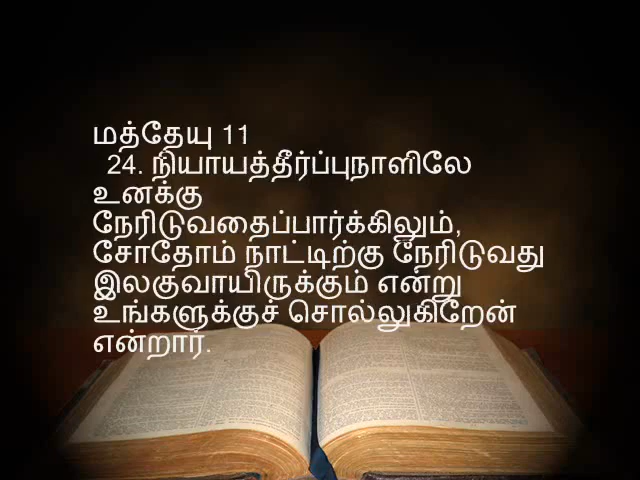 மத்தேயு 11
24. நியாயத்தீர்ப்புநாளிலே
உனக்கு
நேரிடுவதைப்பார்க்கிலும்,
சோதோம் நாட்டிற்கு நேரிடுவது
இலகுவாயிருக்கும் என்று
உங்களுக்குச் சொல்லுகிறேன்
என்றார்.